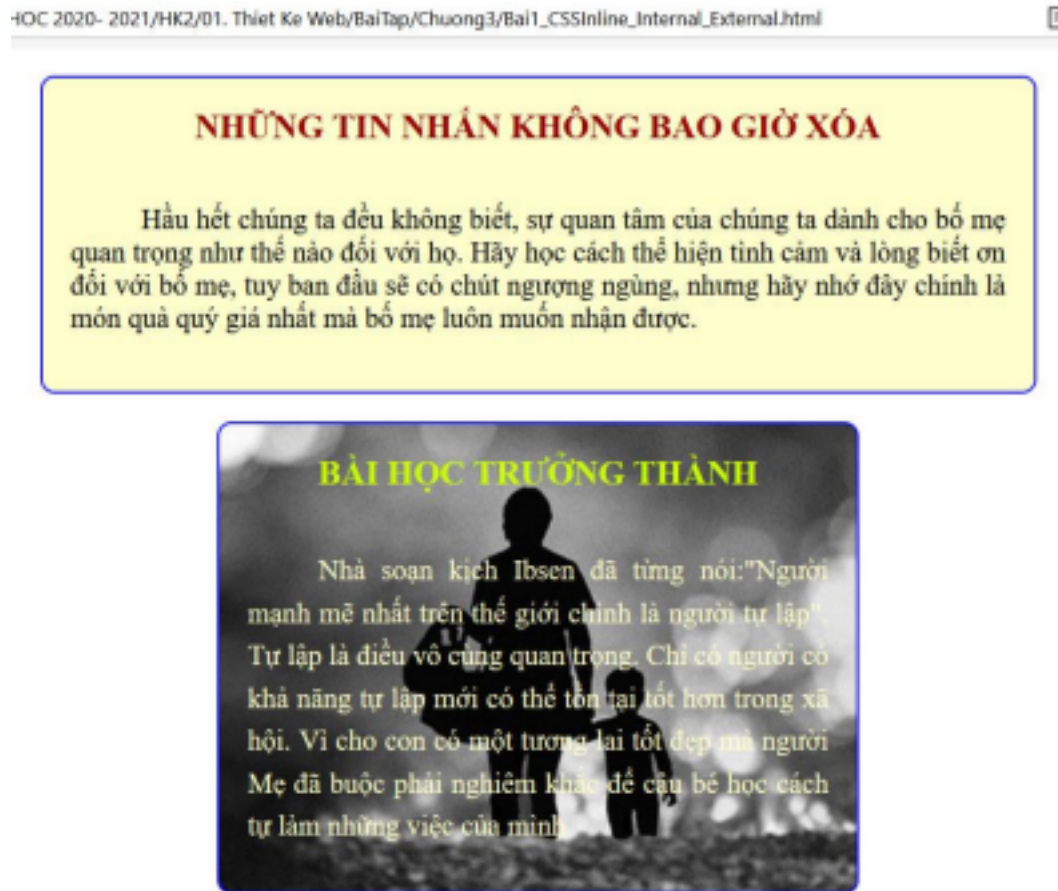 HOC 2020- 2021/HK2/01. Thiet Ke Web/BaiTap/Chuong3/Bai1_CSSInline_Internal_External.html
NHỮNG TIN NHẮN KHÔNG BAO GIỜ XÓA
Hầu hết chúng ta đều không biết, sự quan tâm của chúng ta dành cho bố mẹ
quan trọng như thế nào đối với họ. Hãy học cách thể hiện tình cảm và lòng biết ơn
đối với bố mẹ, tuy ban đầu sẽ có chút ngượng ngùng, nhưng hãy nhớ đây chính là
món quà quý giá nhất mà bố mẹ luôn muốn nhận được.
BÀI HỌC TRƯỞNG THÀNH
Nhà soạn kịch Ibsen đã từng nói:"Người
mạnh mẽ nhất trên thế giới chính là người tự lập".
Tự lập là điều vô cùng quan trọng. Chỉ có người có
khả năng tự lập mới có thể tồn tại tốt hơn trong xã
hội. Vì cho con có một tương lai tốt đẹp mà người
Mẹ đã buộc phải nghiêm khắc để cậu bé học cách
tự làm những việc của mình